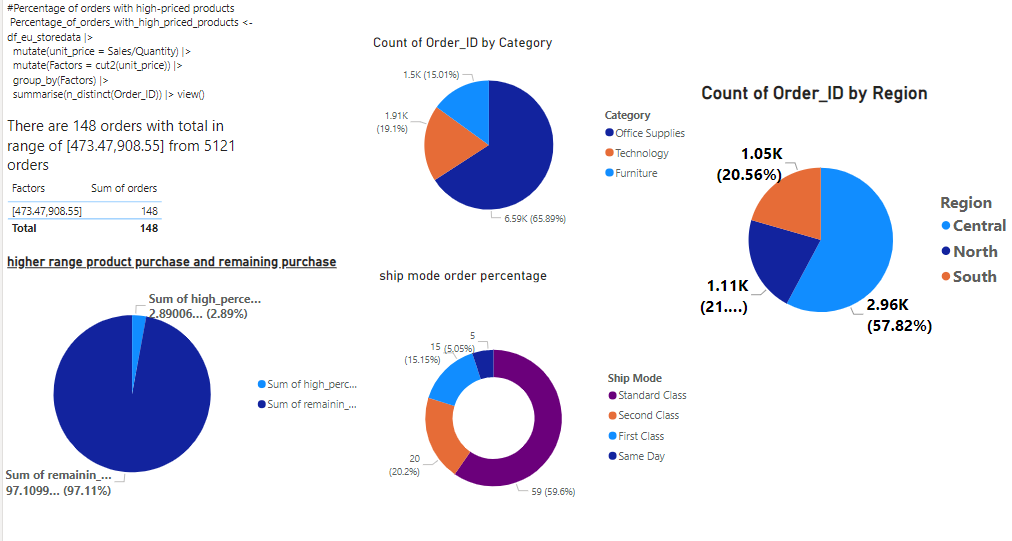 #Percentage of orders with high-priced products
Percentage_of_orders_with_high_priced_products <-
df_eu_storedata |>
mutate(unit_price = Sales/Quantity) |>
mutate(Factors = cut2(unit_price)) |>
group_by(Factors) |>
summarise(n_distinct(Order_ID)) |> view()
There are 148 orders with total in
range of [473.47,908.55] from 5121
orders
Factors Sum of orders
[473.47,908.55] 148
Total 148
higher range product purchase and remaining purchase
Sum of high_perce...
2.89006... (2.89%)
Sum of high_perc...
Sum of remainin_...
Sum of remainin_...
97.1099... (97.11%)
Count of Order_ID by Category
1.5K (15.01%)
1.91K
(19.1%)
6.59K (65.89%)
Category
Office Supplies
Technology
Furniture
ship mode order percentage
5
(5.05%)
15
(15.15%)
20
(20.2%)
59 (59.6%)
Ship Mode
Standard Class
Second Class
First Class
Same Day
Count of Order_ID by Region
1.05K
(20.56%)
1.11K
(21....)
2.96K
(57.82%)
Region
Central
North
South